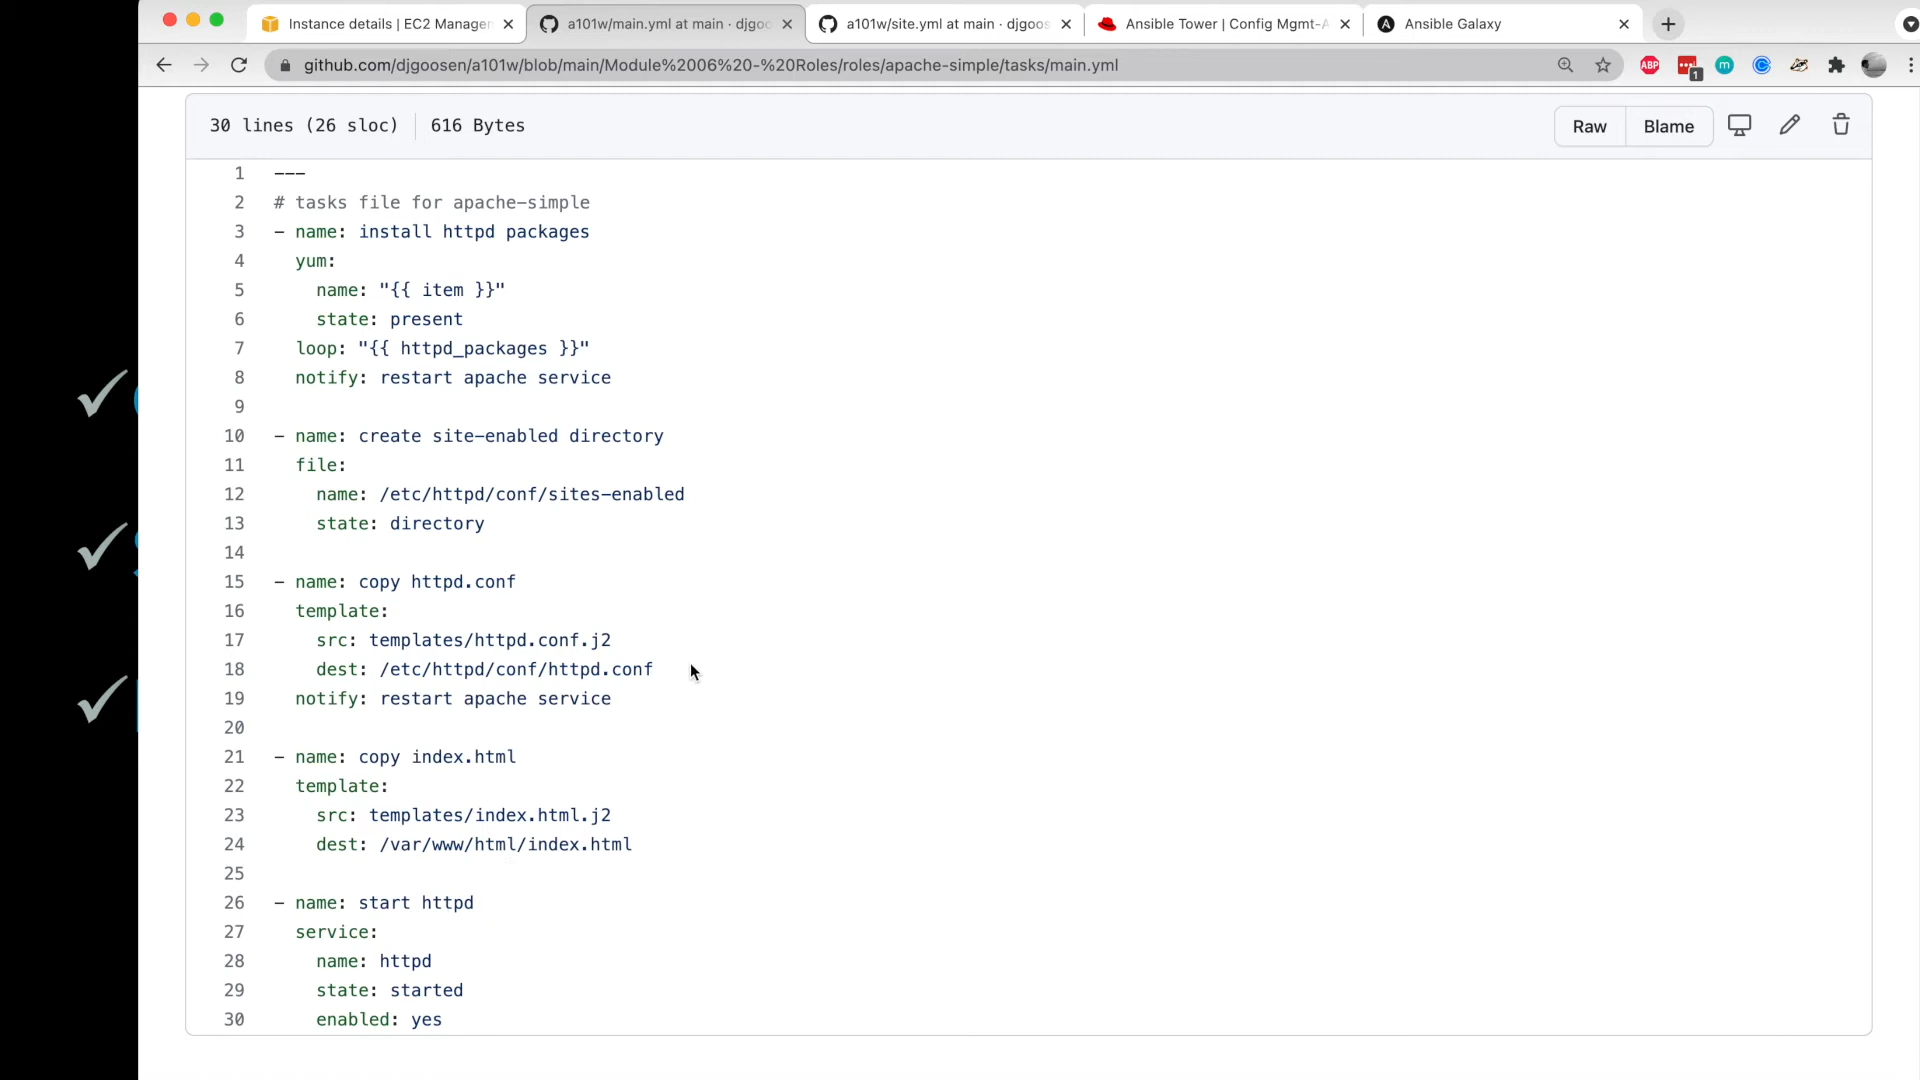 Instance details | EC2 Managen
a101w/main.yml at main · djgoo
a101w/site.yml at main · djgoos
Ansible Tower | Config Mgmt-A
A Ansible Galaxy
github.com/djgoosen/a101w/blob/main/Module%2006%20-%20Roles/roles/apache-simple/tasks/main.yml
ABP
1
m
30 lines (26 sloc) 616 Bytes
Raw Blame
1 ---
2 # tasks file for apache-simple
3 - name: install httpd packages
4 yum:
5 name: "{{ item }}"
6 state: present
7 loop: "{{ httpd_packages }}"
8 notify: restart apache service
9
10 - name: create site-enabled directory
11 file:
12 name: /etc/httpd/conf/sites-enabled
13 state: directory
14
15 - name: copy httpd.conf
16 template:
17 src: templates/httpd.conf.j2
18 dest: /etc/httpd/conf/httpd.conf
19 notify: restart apache service
20
21 - name: copy index.html
22 template:
23 src: templates/index.html.j2
24 dest: /var/www/html/index.html
25
26 - name: start httpd
27 service:
28 name: httpd
29 state: started
30 enabled: yes